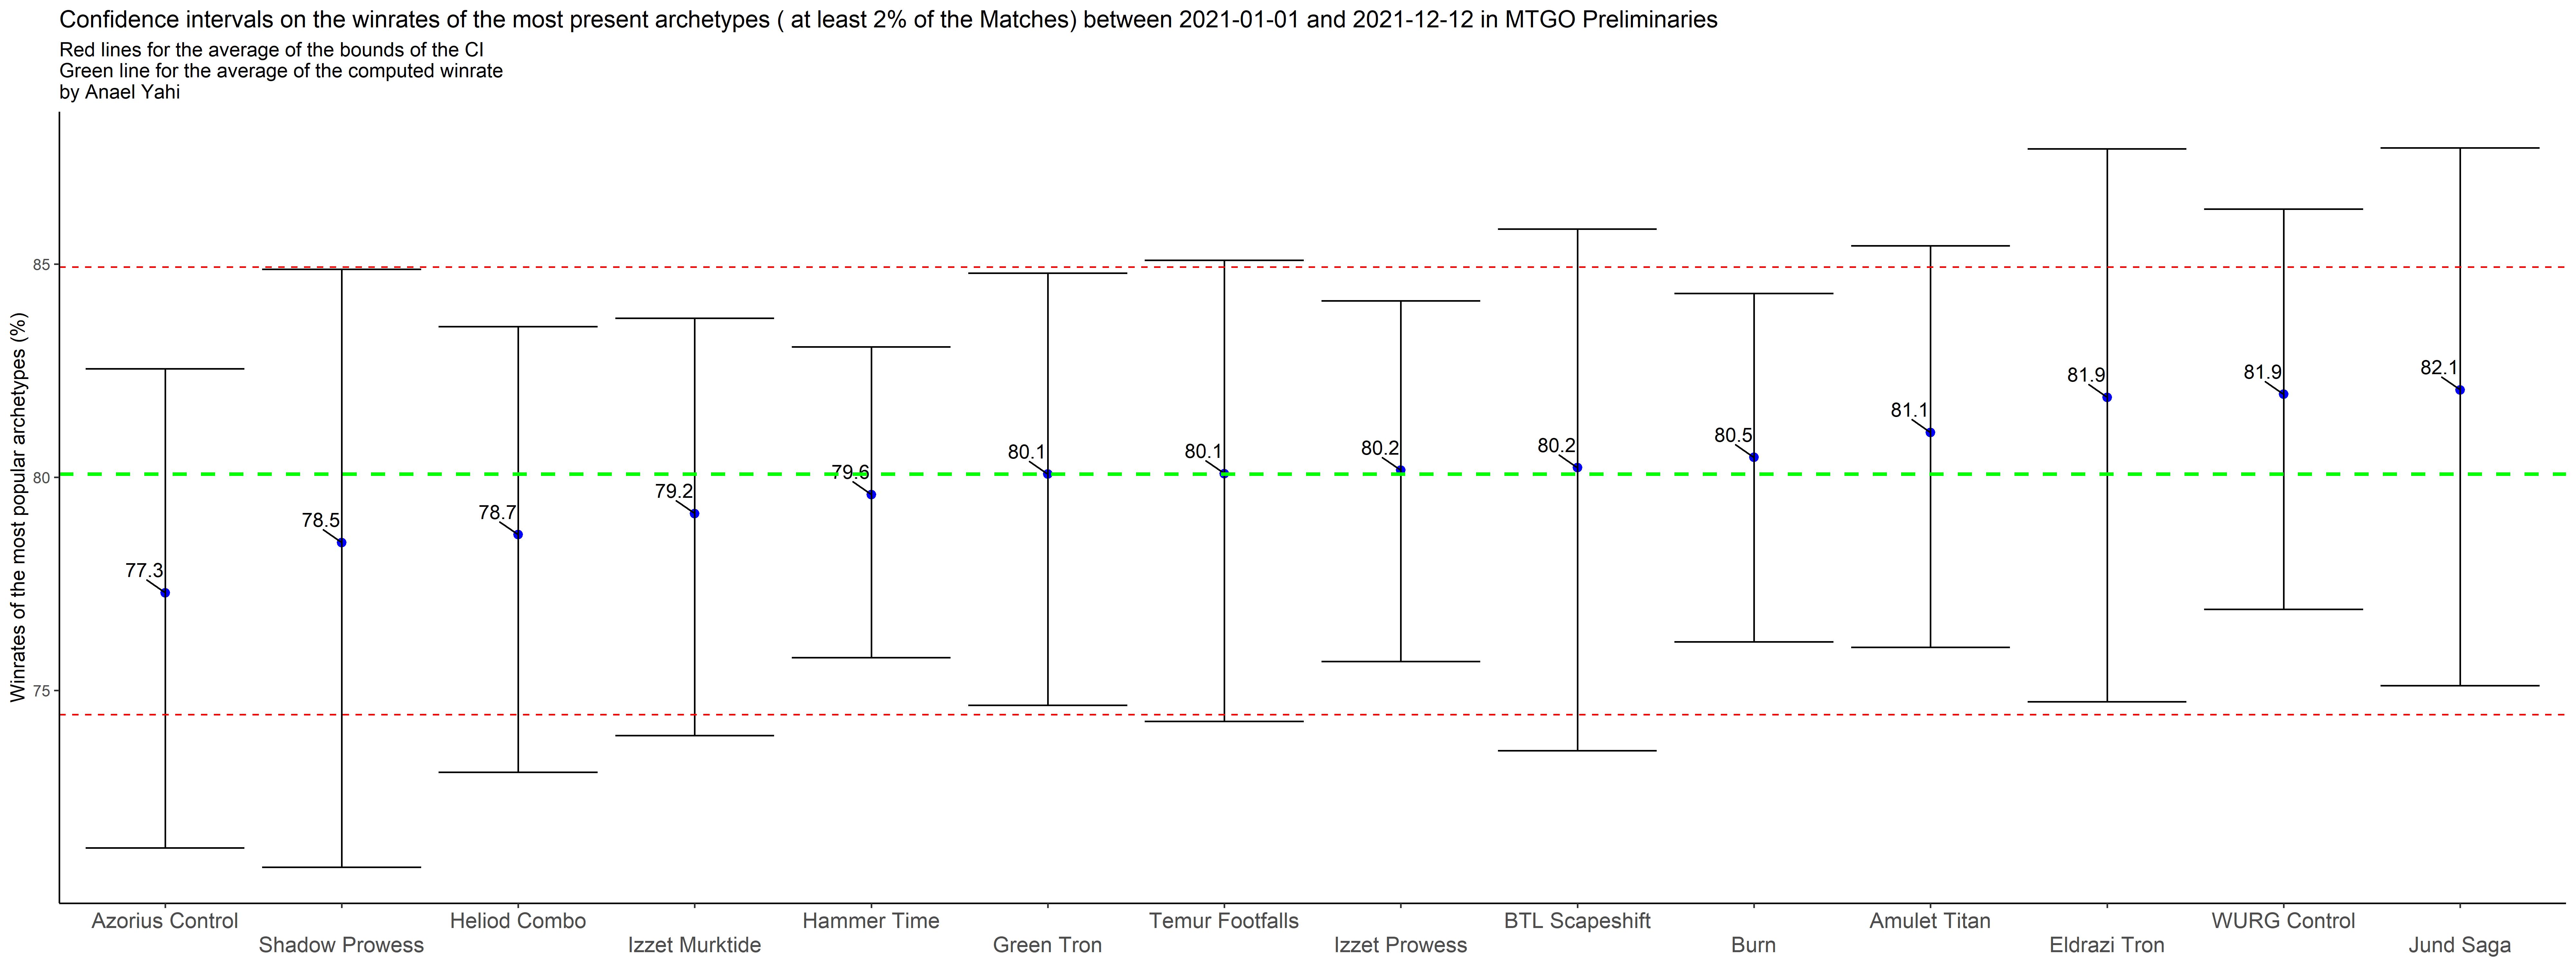 Confidence intervals on the winrates of the most present archetypes ( at least 2% of the Matches) between 2021-01-01 and 2021-12-12 in MTGO Preliminaries
Red lines for the average of the bounds of the CI
Green line for the average of the computed winrate
by Anael Yahi
Winrates of the most popular archetypes (%)
85
80
75
77.3
78.5
78.7
79.2
79.6
80.1
80.1
80.2
80.2
80.5
81.1
81.9
81.9
82.1
Azorius Control
Shadow Prowess
Heliod Combo
Izzet Murktide
Hammer Time
Green Tron
Temur Footfalls
Izzet Prowess
BTL Scapeshift
Burn
Amulet Titan
Eldrazi Tron
WURG Control
Jund Saga